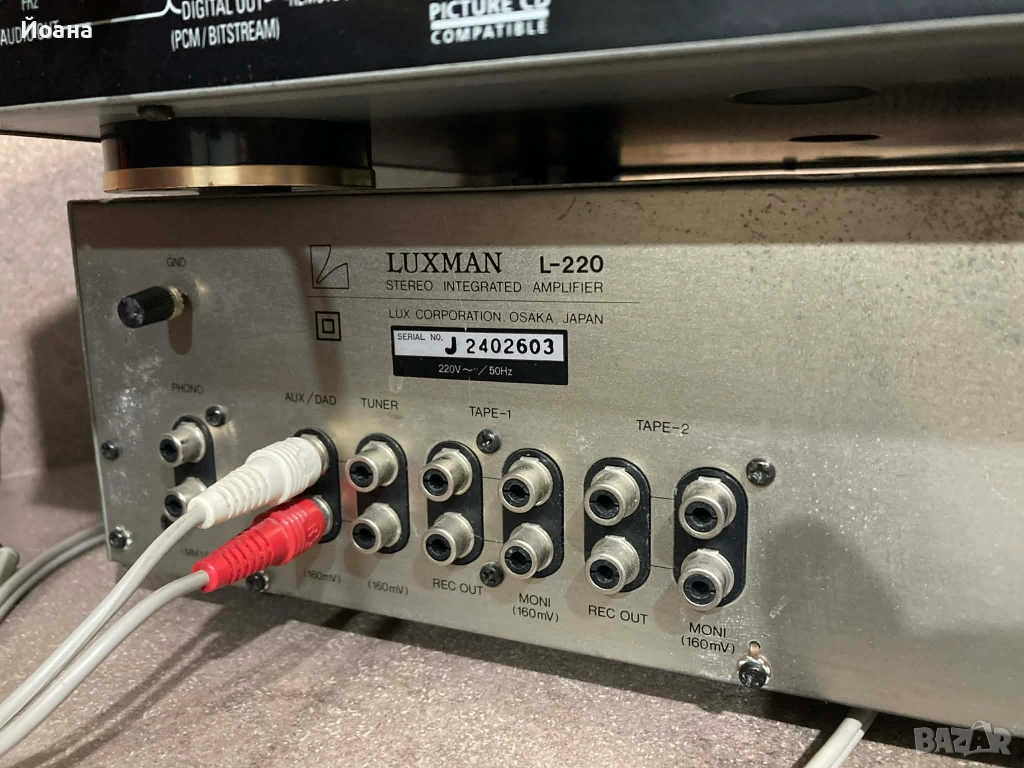 Йоана
AUDIO OUT
DIGITAL OUT
(PCM/BITSTREAM)
PICTURE CD
COMPATIBLE
GND
LUXMAN L-220
STEREO INTEGRATED AMPLIFIER
LUX CORPORATION, OSAKA, JAPAN
SERIAL NO. J 2402603
220V~ / 50Hz
PHONO
AUX/DAD
TUNER
TAPE-1
TAPE-2
(160mV)
(160mV)
REC OUT
MONI
(160mV)
REC OUT
MONI
(160mV)
BAZAR